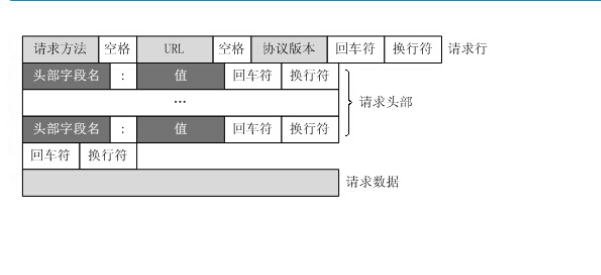 请求方法 空格 URL 空格 协议版本 回车符 换行符 请求行
头部字段名 : 值 回车符 换行符
… 请求头部
头部字段名 : 值 回车符 换行符
回车符 换行符
请求数据